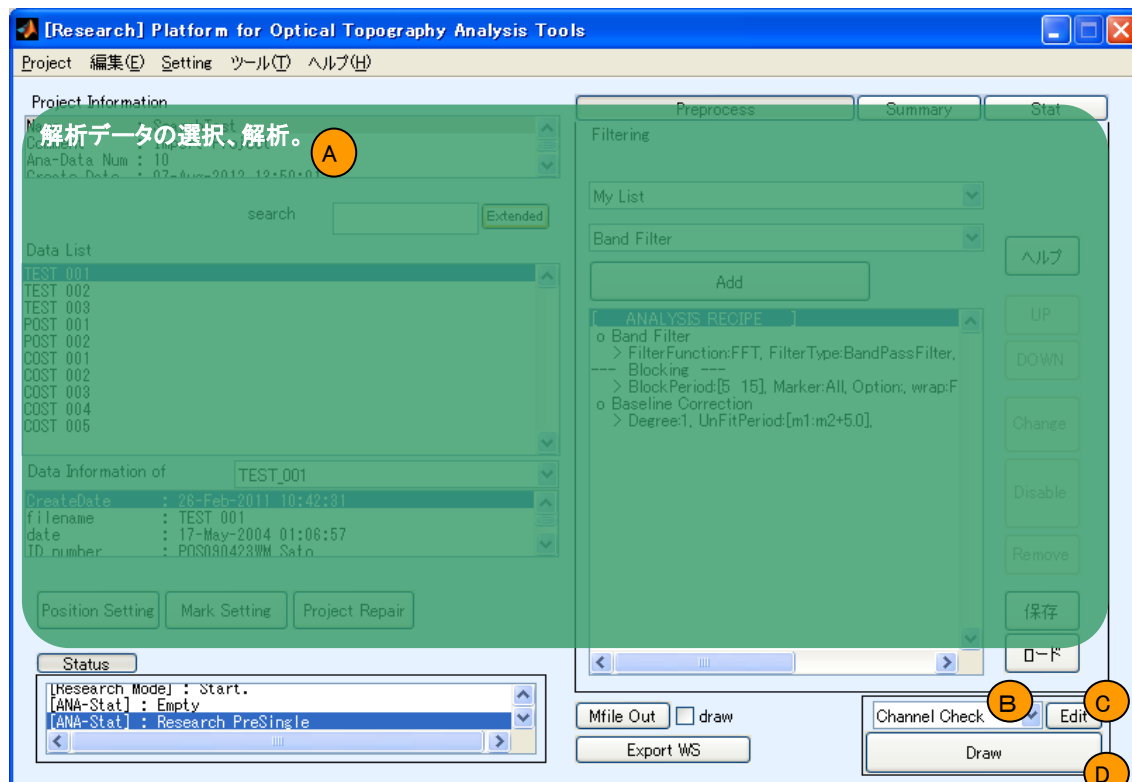 [Research] Platform for Optical Topography Analysis Tools
Project 編集(E) Setting ツール(T) ヘルプ(H)
Project Information
解析データの選択、解析。
A
Ana-Data Num : 10
search
Extended
Data List
TEST 001
TEST 002
TEST 003
POST 001
POST 002
COST 001
COST 002
COST 003
COST 004
COST 005
Data Information of TEST_001
CreateDate : 26-Feb-2011 10:42:31
filename : TEST 001
date : 17-May-2004 01:06:57
ID number : POS090423WM Sato
Position Setting
Mark Setting
Project Repair
Status
[Research Mode] : Start.
[ANA-Stat] : Empty
[ANA-Stat] : Research PreSingle
Preprocess
Summary
Stat
Filtering
My List
Band Filter
Add
[ ANALYSIS RECIPE ]
o Band Filter
> FilterFunction:FFT, FilterType:BandPassFilter,
--- Blocking ---
> BlockPeriod:[5 15], Marker:All, Option:, wrap:F
o Baseline Correction
> Degree:1, UnFitPeriod:[m1:m2+5.0],
ヘルプ
UP
DOWN
Change
Disable
Remove
保存
ロード
Mfile Out
draw
Export WS
Channel Check
B
Edit
C
Draw
D